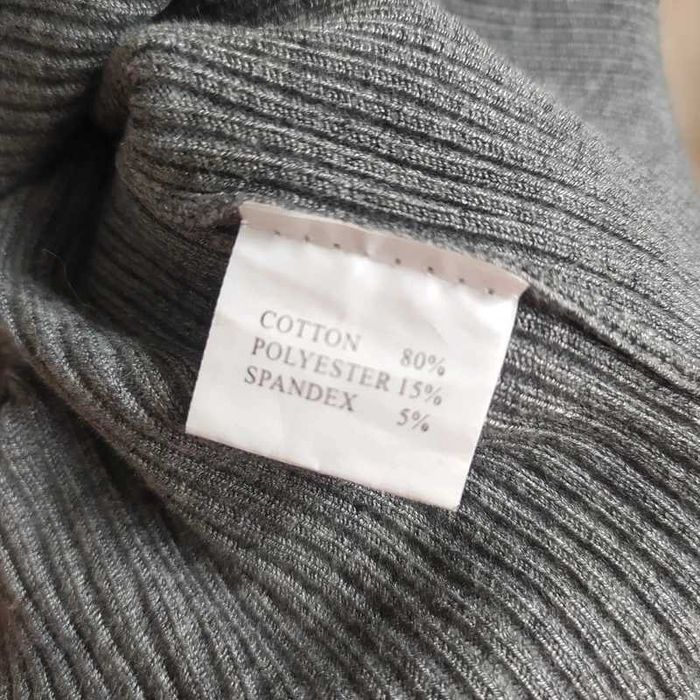 COTTON 80%
POLYESTER 15%
SPANDEX 5%